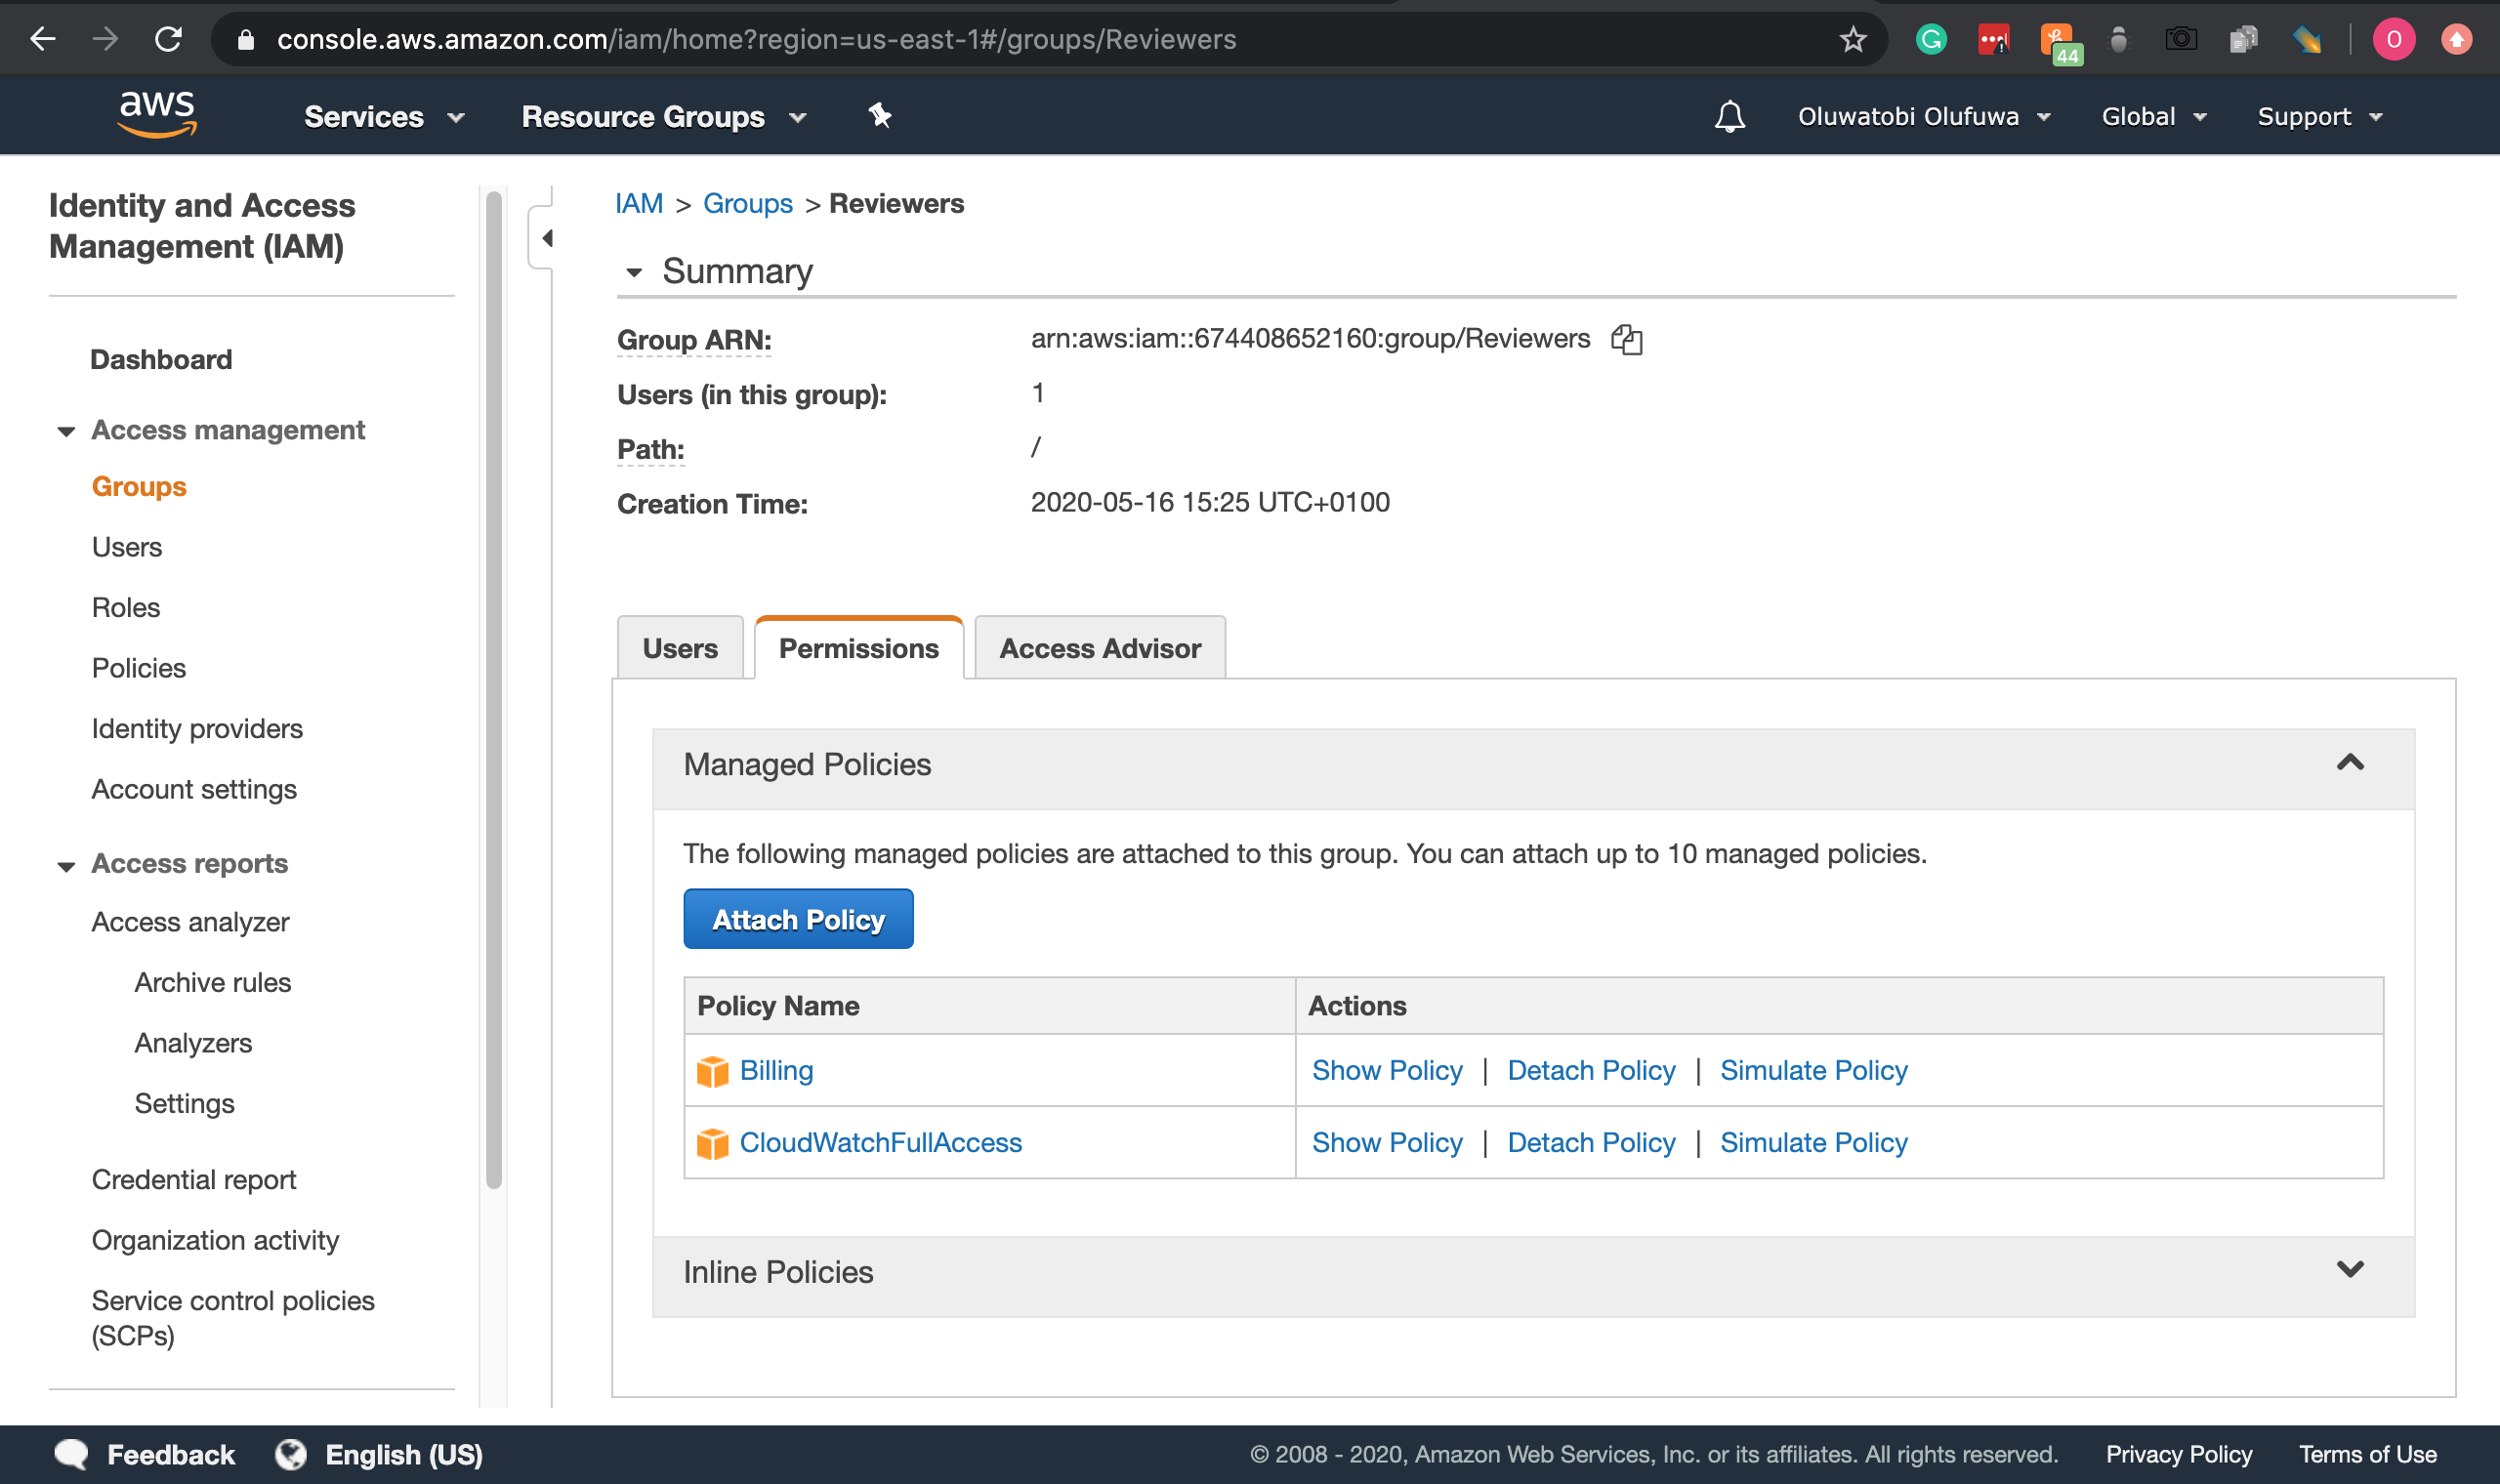 console.aws.amazon.com/iam/home?region=us-east-1#/groups/Reviewers
44
O
aws
Services
Resource Groups
Oluwatobi Olufuwa
Global
Support
Identity and Access
Management (IAM)
Dashboard
Access management
Groups
Users
Roles
Policies
Identity providers
Account settings
Access reports
Access analyzer
Archive rules
Analyzers
Settings
Credential report
Organization activity
Service control policies
(SCPs)
IAM > Groups > Reviewers
Summary
Group ARN: arn:aws:iam::674408652160:group/Reviewers
Users (in this group): 1
Path: /
Creation Time: 2020-05-16 15:25 UTC+0100
Users
Permissions
Access Advisor
Managed Policies
The following managed policies are attached to this group. You can attach up to 10 managed policies.
Attach Policy
Policy Name Actions
Billing Show Policy | Detach Policy | Simulate Policy
CloudWatchFullAccess Show Policy | Detach Policy | Simulate Policy
Inline Policies
Feedback
English (US)
© 2008 - 2020, Amazon Web Services, Inc. or its affiliates. All rights reserved.
Privacy Policy
Terms of Use